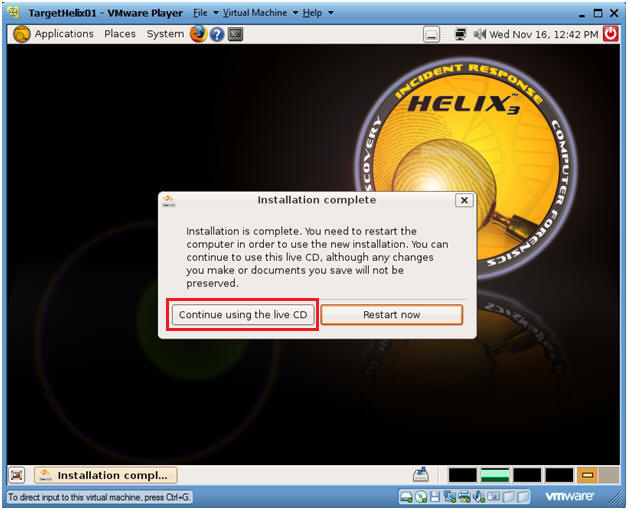 TargetHelix01 - VMware Player File Virtual Machine Help
Applications Places System Wed Nov 16, 12:42 PM
INCIDENT RESPONSE
HELIX3™
DISCOVERY
COMPUTER FORENSICS
Installation complete
Installation is complete. You need to restart the
computer in order to use the new installation. You can
continue to use this live CD, although any changes
you make or documents you save will not be
preserved.
Continue using the live CD Restart now
Installation compl...
To direct input to this virtual machine, press Ctrl+G. vmware